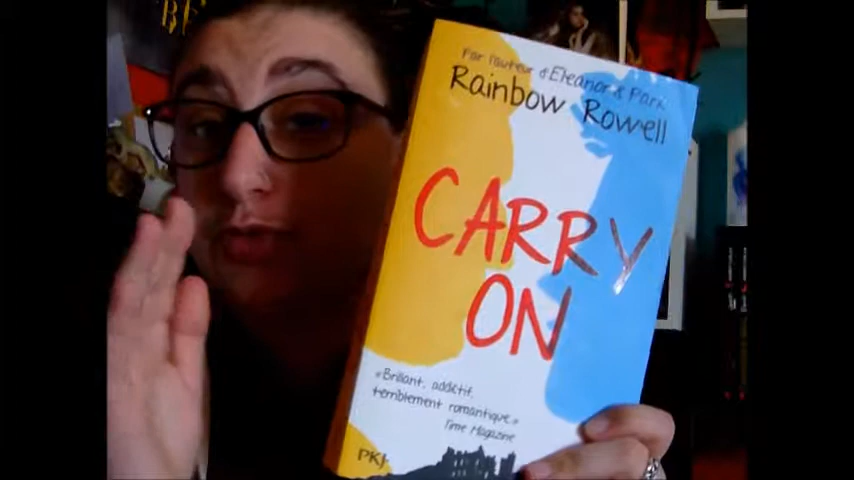 Par l'auteur d'Eleanor & Park
Rainbow Rowell
CARRY
ON
«Brillant, addictif,
terriblement romantique.»
Time Magazine
PKJ